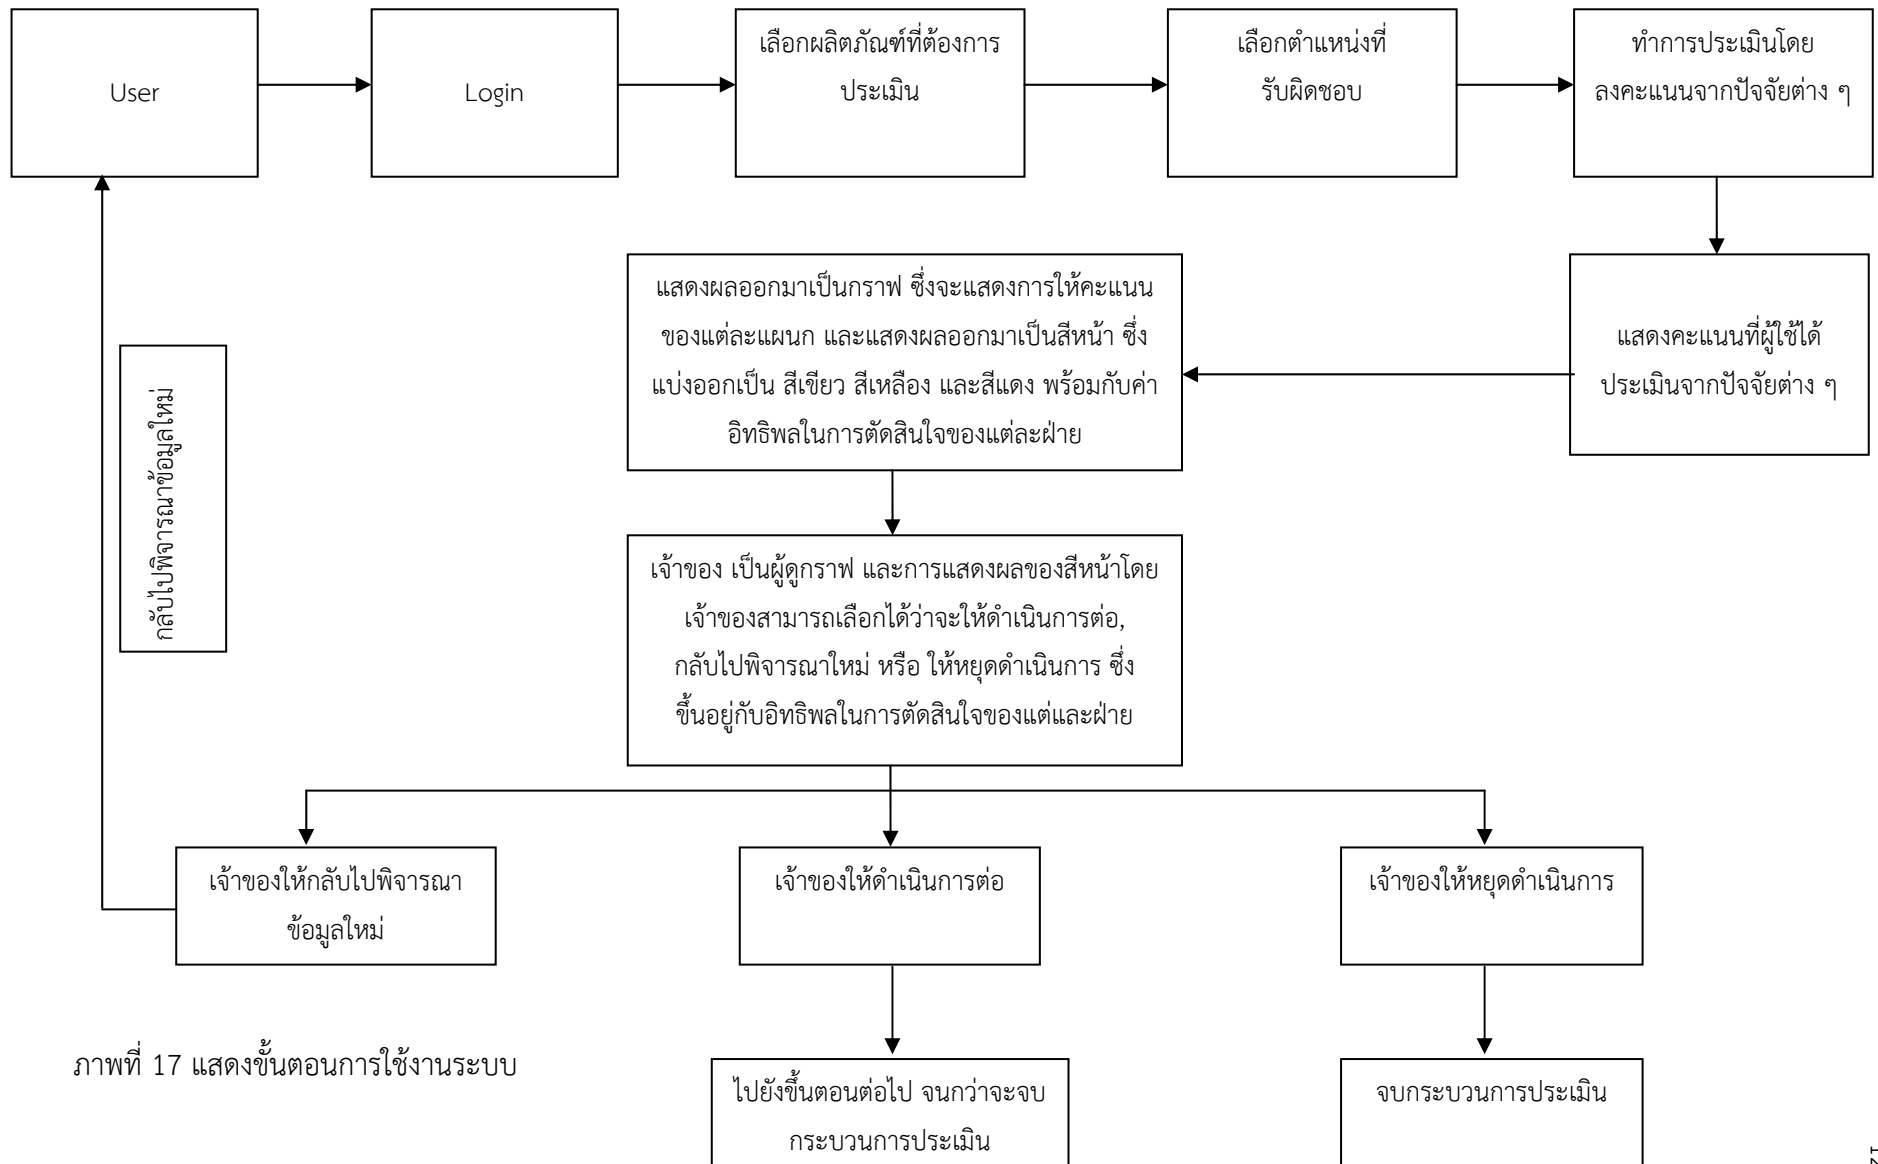 User
Login
เลือกผลิตภัณฑ์ที่ต้องการ
ประเมิน
เลือกตำแหน่งที่
รับผิดชอบ
ทำการประเมินโดย
ลงคะแนนจากปัจจัยต่าง ๆ
แสดงผลออกมาเป็นกราฟ ซึ่งจะแสดงการให้คะแนน
ของแต่ละแผนก และแสดงผลออกมาเป็นสีหน้า ซึ่ง
แบ่งออกเป็น สีเขียว สีเหลือง และสีแดง พร้อมกับค่า
อิทธิพลในการตัดสินใจของแต่ละฝ่าย
แสดงคะแนนที่ผู้ใช้ได้
ประเมินจากปัจจัยต่าง ๆ
กลับไปพิจารณาข้อมูลใหม่
เจ้าของ เป็นผู้ดูกราฟ และการแสดงผลของสีหน้าโดย
เจ้าของสามารถเลือกได้ว่าจะให้ดำเนินการต่อ,
กลับไปพิจารณาใหม่ หรือ ให้หยุดดำเนินการ ซึ่ง
ขึ้นอยู่กับอิทธิพลในการตัดสินใจของแต่และฝ่าย
เจ้าของให้กลับไปพิจารณา
ข้อมูลใหม่
เจ้าของให้ดำเนินการต่อ
เจ้าของให้หยุดดำเนินการ
ภาพที่ 17 แสดงขั้นตอนการใช้งานระบบ
ไปยังขึ้นตอนต่อไป จนกว่าจะจบ
กระบวนการประเมิน
จบกระบวนการประเมิน